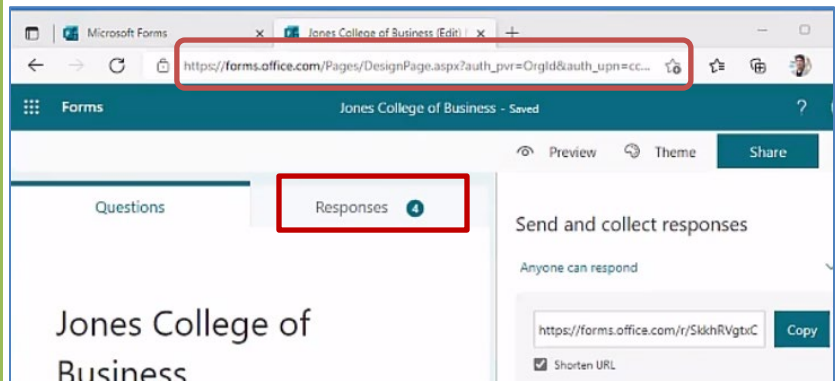 Microsoft Forms
Jones College of Business (Edit)
https://forms.office.com/Pages/DesignPage.aspx?auth_pvr=OrgId&auth_upn=cc...
Forms
Jones College of Business - Saved
?
Preview
Theme
Share
Questions
Responses 4
Send and collect responses
Anyone can respond
Jones College of
Business
https://forms.office.com/r/SkkhRVgtxC
Copy
Shorten URL